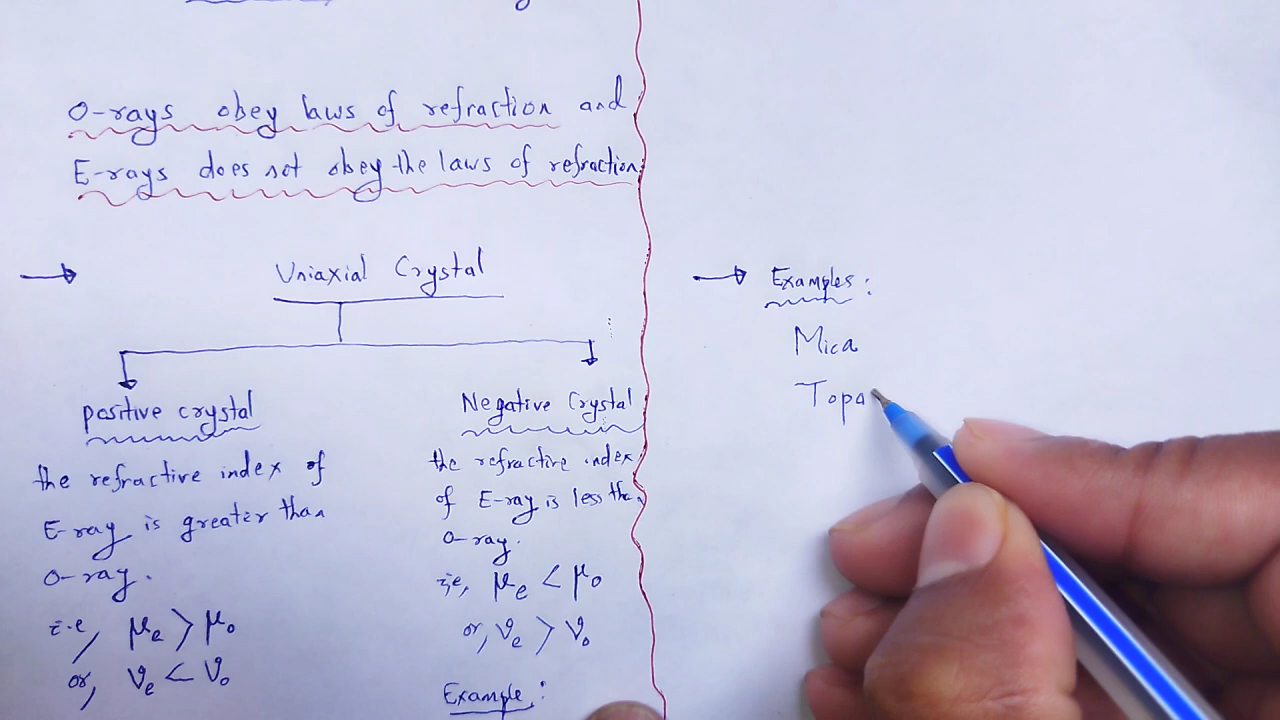 O-rays obey laws of refraction and
E-rays does not obey the laws of refraction
Uniaxial Crystal
positive crystal
the refractive index of
E-ray is greater than
O-ray.
i.e, μe > μo
or, ve < vo
Negative Crystal
the refractive index
of E-ray is less than
O-ray.
i,e, μe < μo
or, ve > vo
Example:
Examples:
Mica
Topa